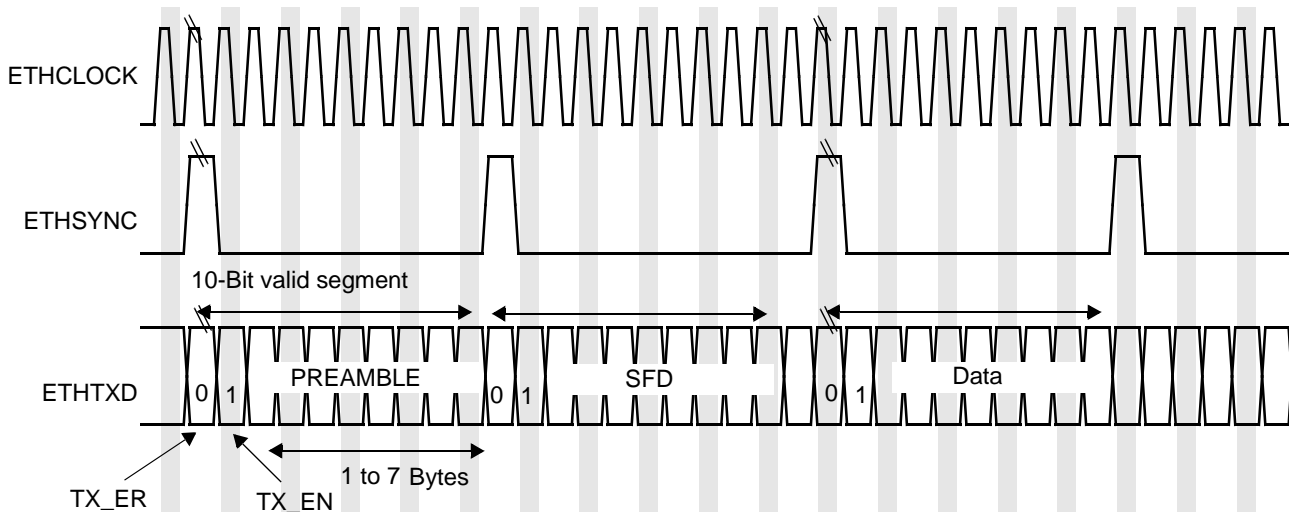 ETHCLOCK
ETHSYNC
10-Bit valid segment
ETHTXD
0 1 PREAMBLE 0 1 SFD 0 1 Data
1 to 7 Bytes
TX_ER TX_EN